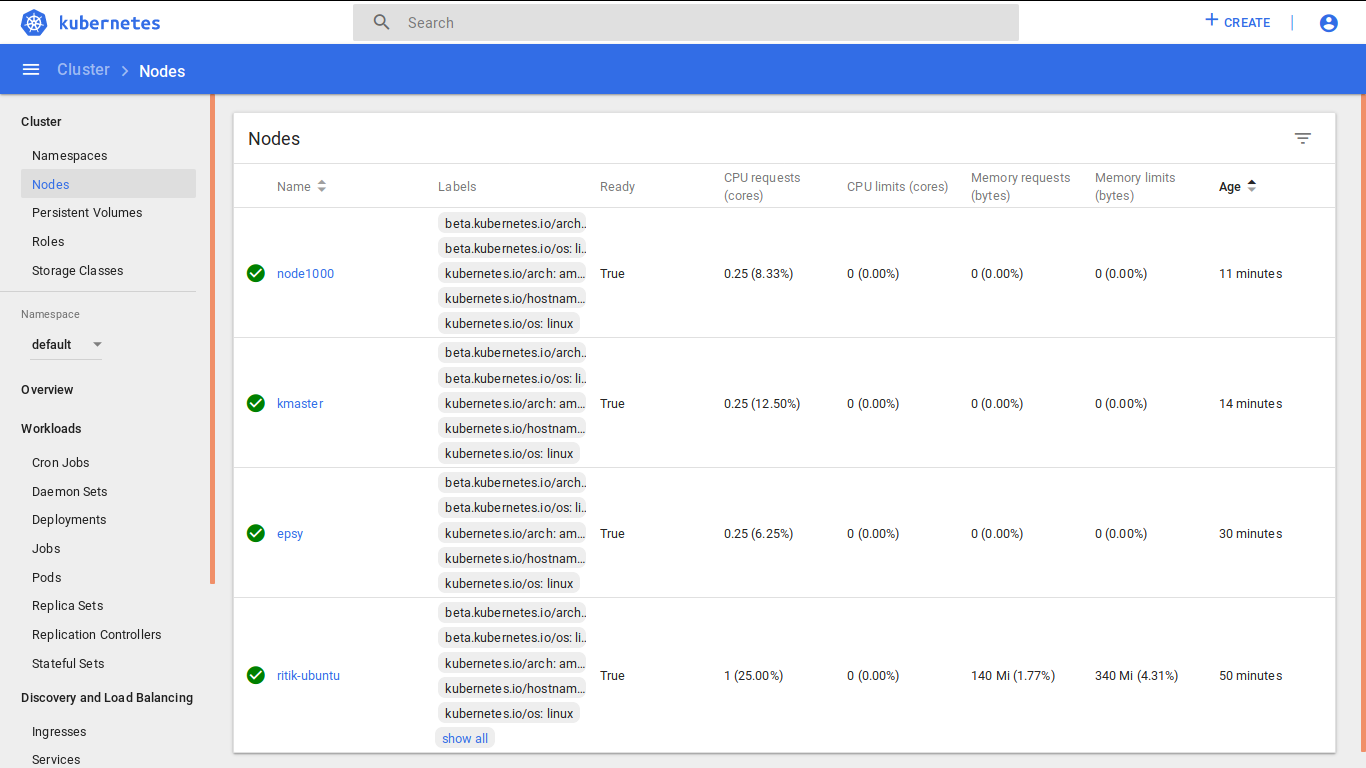 kubernetes
Search
CREATE
Cluster
Nodes
Cluster
Namespaces
Nodes
Persistent Volumes
Roles
Storage Classes
Namespace
default
Overview
Workloads
Cron Jobs
Daemon Sets
Deployments
Jobs
Pods
Replica Sets
Replication Controllers
Stateful Sets
Discovery and Load Balancing
Ingresses
Services
Nodes
Name
Labels
Ready
CPU requests
(cores)
CPU limits (cores)
Memory requests
(bytes)
Memory limits
(bytes)
Age
node1000
beta.kubernetes.io/arch..
beta.kubernetes.io/os: li..
kubernetes.io/arch: am...
kubernetes.io/hostnam...
kubernetes.io/os: linux
True
0.25 (8.33%)
0 (0.00%)
0 (0.00%)
0 (0.00%)
11 minutes
kmaster
beta.kubernetes.io/arch..
beta.kubernetes.io/os: li..
kubernetes.io/arch: am...
kubernetes.io/hostnam...
kubernetes.io/os: linux
True
0.25 (12.50%)
0 (0.00%)
0 (0.00%)
0 (0.00%)
14 minutes
epsy
beta.kubernetes.io/arch..
beta.kubernetes.io/os: li..
kubernetes.io/arch: am...
kubernetes.io/hostnam...
kubernetes.io/os: linux
True
0.25 (6.25%)
0 (0.00%)
0 (0.00%)
0 (0.00%)
30 minutes
ritik-ubuntu
beta.kubernetes.io/arch..
beta.kubernetes.io/os: li..
kubernetes.io/arch: am...
kubernetes.io/hostnam...
kubernetes.io/os: linux
show all
True
1 (25.00%)
0 (0.00%)
140 Mi (1.77%)
340 Mi (4.31%)
50 minutes